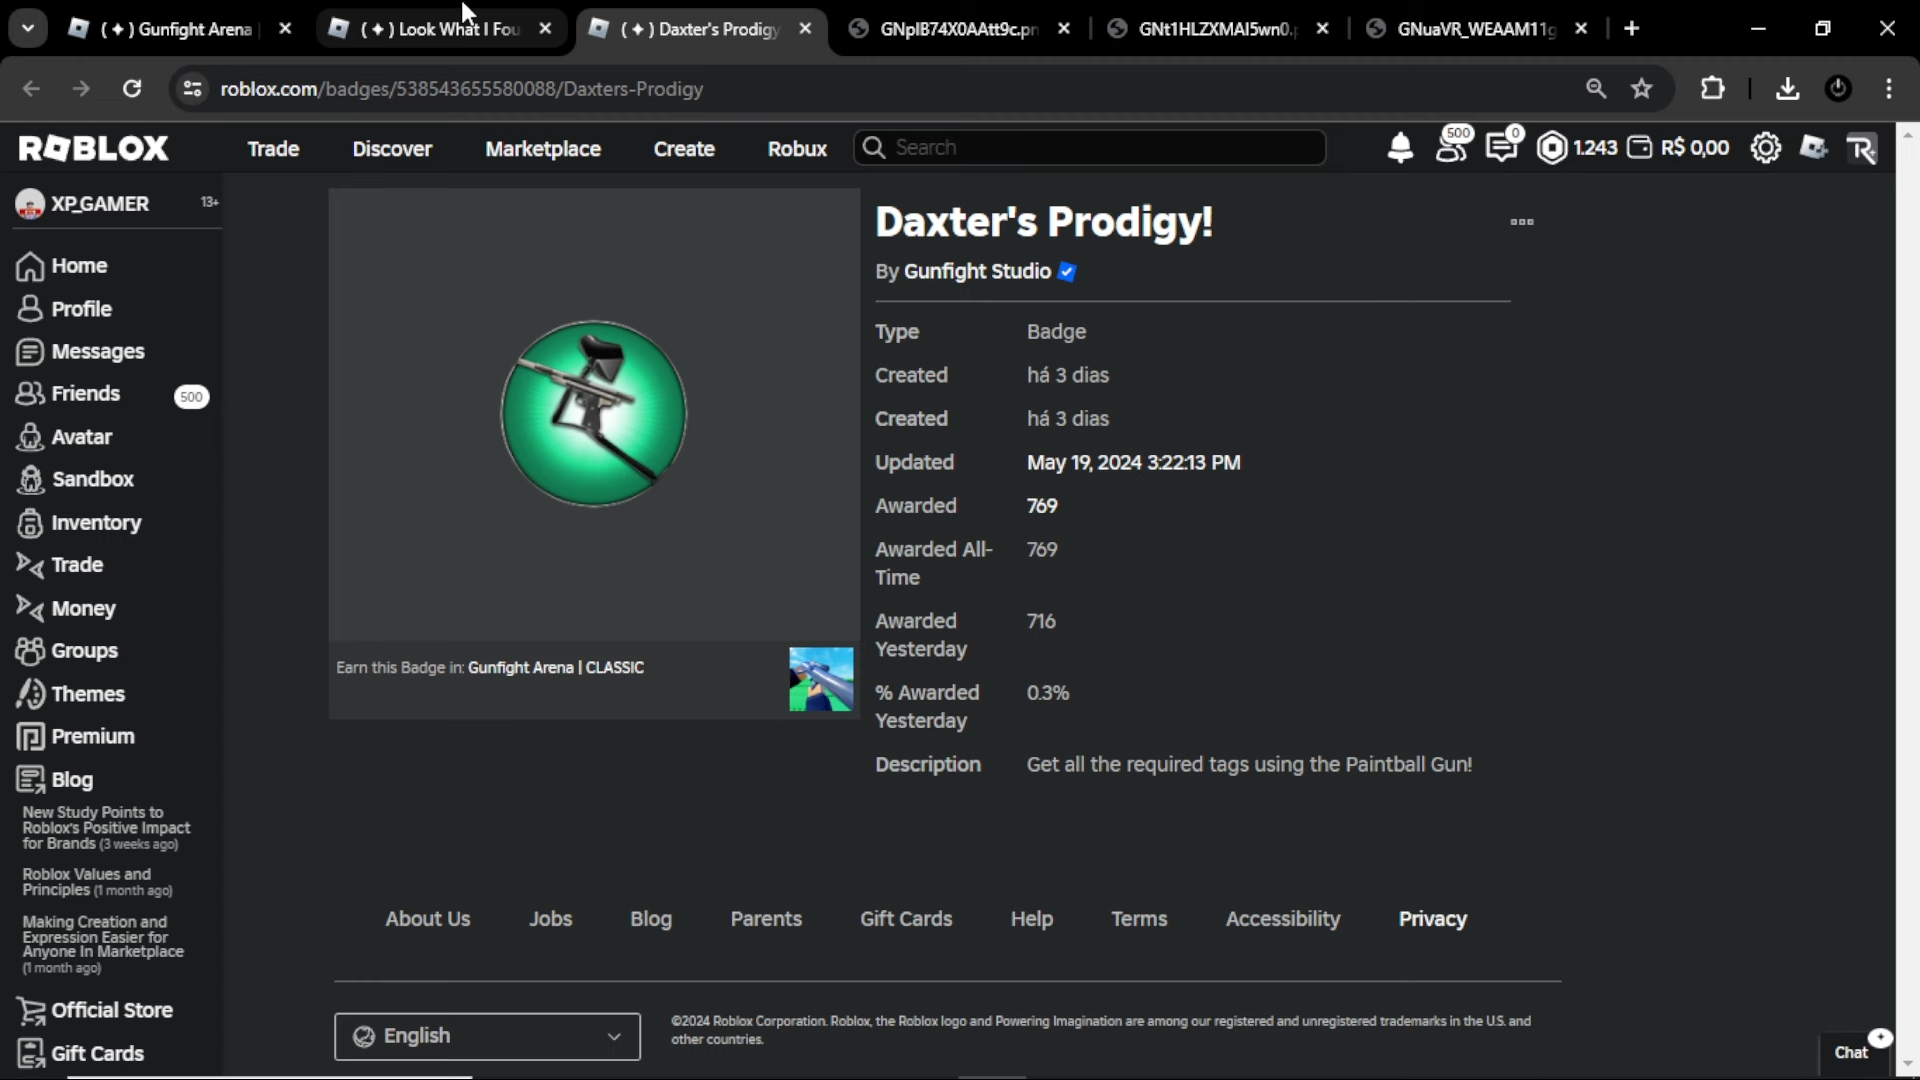 ( ✦ ) Gunfight Arena
( ✦ ) Look What I Fou
( ✦ ) Daxter's Prodigy
GNplB74X0AAtt9c.pn
GNt1HLZXMAI5wn0.
GNuaVR_WEAAM11g
roblox.com/badges/538543655580088/Daxters-Prodigy
ROBLOX
Trade
Discover
Marketplace
Create
Robux
Search
500
0
1.243
R$ 0,00
XP_GAMER
13+
Home
Profile
Messages
Friends
500
Avatar
Sandbox
Inventory
Trade
Money
Groups
Themes
Premium
Blog
New Study Points to
Roblox's Positive Impact
for Brands (3 weeks ago)
Roblox Values and
Principles (1 month ago)
Making Creation and
Expression Easier for
Anyone In Marketplace
(1 month ago)
Official Store
Gift Cards
Earn this Badge in: Gunfight Arena | CLASSIC
Daxter's Prodigy!
By Gunfight Studio
Type Badge
Created há 3 dias
Created há 3 dias
Updated May 19, 2024 3:22:13 PM
Awarded 769
Awarded All- 769
Time
Awarded 716
Yesterday
% Awarded 0.3%
Yesterday
Description Get all the required tags using the Paintball Gun!
About Us
Jobs
Blog
Parents
Gift Cards
Help
Terms
Accessibility
Privacy
English
©2024 Roblox Corporation. Roblox, the Roblox logo and Powering Imagination are among our registered and unregistered trademarks in the U.S. and
other countries.
Chat